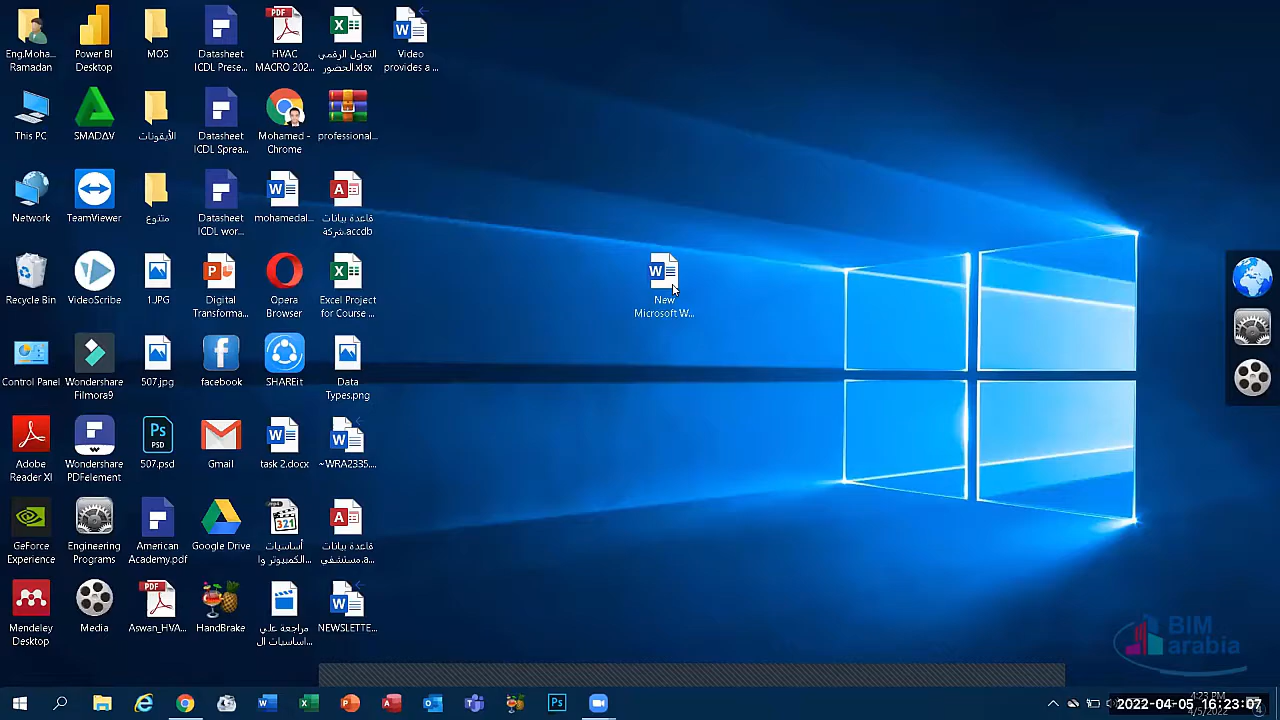 Eng.Moha...
Ramadan
Power BI
Desktop
MOS
Datasheet
ICDL Prese...
PDF
HVAC
MACRO 202...
التحول الرقمي
الحضور.xlsx
Video
provides a ...
This PC
SMADAV
الأيقونات
Datasheet
ICDL Sprea...
Mohamed -
Chrome
professional...
Network
TeamViewer
متنوع
Datasheet
ICDL wor...
mohamedal...
قاعدة بيانات
شركة.accdb
Recycle Bin
VideoScribe
1.JPG
Digital
Transforma...
Opera
Browser
Excel Project
for Course ...
New
Microsoft W...
Control Panel
Wondershare
Filmora9
507.jpg
facebook
SHAREit
Data
Types.png
Adobe
Reader XI
Wondershare
PDFelement
Ps
PSD
507.psd
Gmail
task 2.docx
~WRA2335....
GeForce
Experience
Engineering
Programs
American
Academy.pdf
Google Drive
321
أساسيات
الكمبيوتر وا...
قاعدة بيانات
مستشفى.a...
Mendeley
Desktop
Media
PDF
Aswan_HVA...
HandBrake
مراجعة علي
اساسيات ال...
NEWSLETTE...
BIM
arabia
4:23 PM
2022-04-05 16:23:07